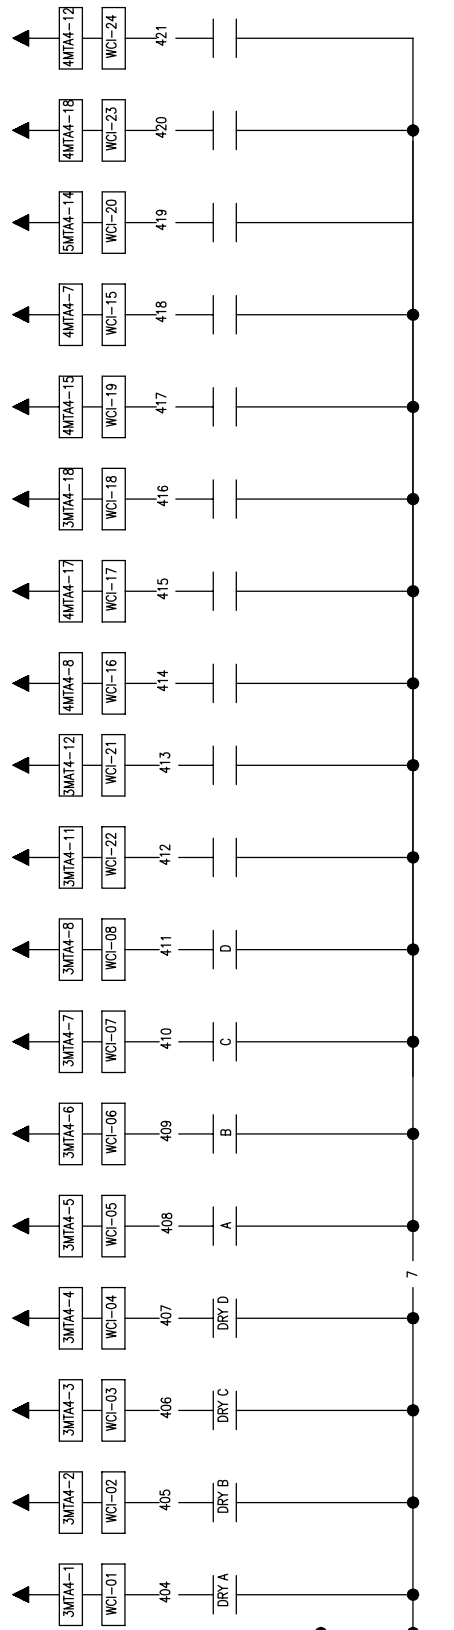 4MTA4-12 WCI-24 421
4MTA4-18 WCI-23 420
5MTA4-14 WCI-20 419
4MTA4-7 WCI-15 418
4MTA4-15 WCI-19 417
3MTA4-18 WCI-18 416
4MTA4-17 WCI-17 415
4MTA4-8 WCI-16 414
3MAT4-12 WCI-21 413
3MTA4-11 WCI-22 412
3MTA4-8 WCI-08 411 D
3MTA4-7 WCI-07 410 C
3MTA4-6 WCI-06 409 B
3MTA4-5 WCI-05 408 A
7
3MTA4-4 WCI-04 407 DRY D
3MTA4-3 WCI-03 406 DRY C
3MTA4-2 WCI-02 405 DRY B
3MTA4-1 WCI-01 404 DRY A